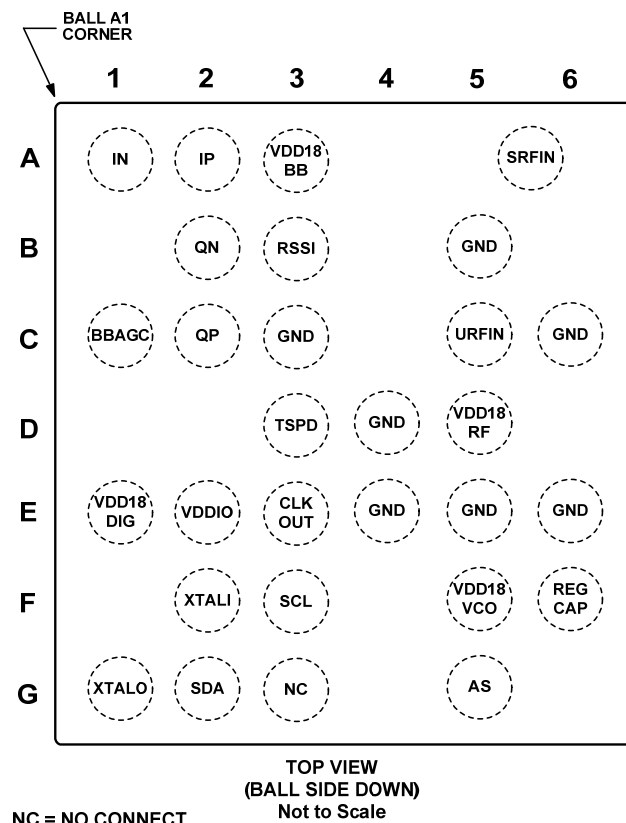 BALL A1
CORNER
1 2 3 4 5 6
A IN IP VDD18 BB SRFIN
B QN RSSI GND
C BBAGC QP GND URFIN GND
D TSPD GND VDD18 RF
E VDD18 DIG VDDIO CLK OUT GND GND GND
F XTALI SCL VDD18 VCO REG CAP
G XTALO SDA NC AS
TOP VIEW
(BALL SIDE DOWN)
Not to Scale
NC = NO CONNECT